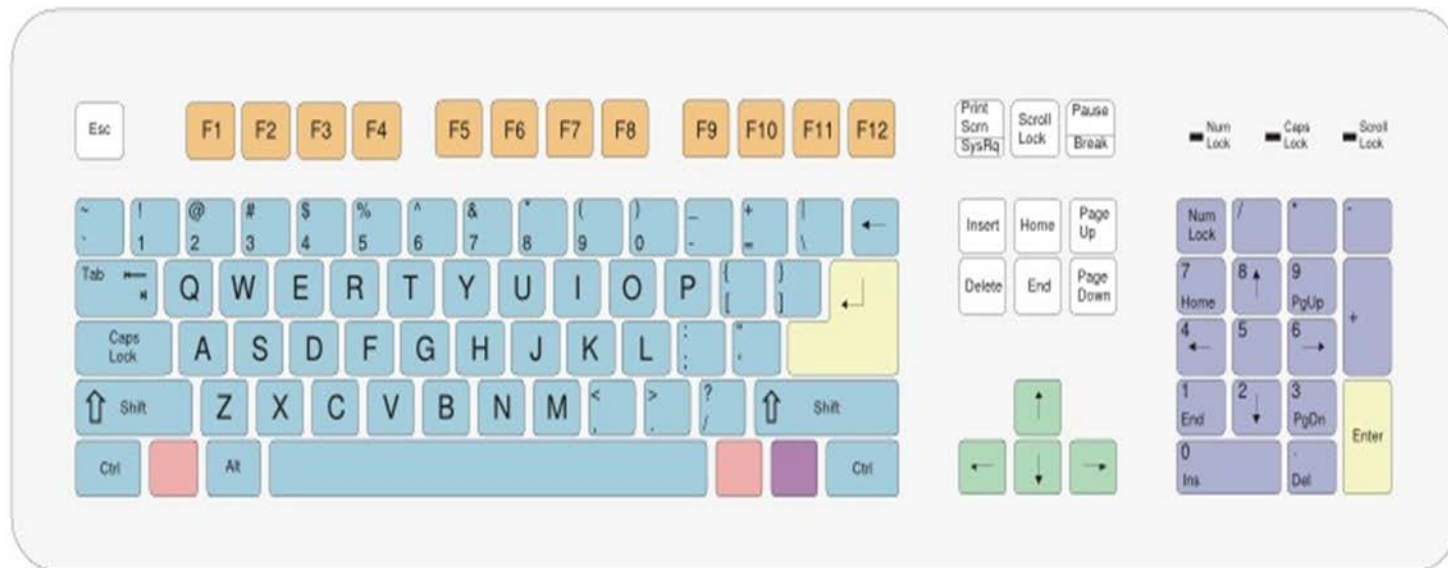 Esc F1 F2 F3 F4 F5 F6 F7 F8 F9 F10 F11 F12
Print
Scrn
SysRq
Scroll
Lock
Pause
Break
Num
Lock
Caps
Lock
Scroll
Lock
~ ! @ # $ % ^ & * ( ) _ + |
` 1 2 3 4 5 6 7 8 9 0 - = \ ←
Insert Home Page
Up
Num
Lock
/ * -
Tab Q W E R T Y U I O P { }
[ ]
Delete End Page
Down
7 8 9
Home ↑ PgUp
+
Caps
Lock
A S D F G H J K L : "
; '
4 5 6
← →
Shift Z X C V B N M < > ?
, . /
Shift
↑
1 2 3
End ↓ PgDn
Enter
Ctrl Alt Ctrl
← ↓ →
0 .
Ins Del